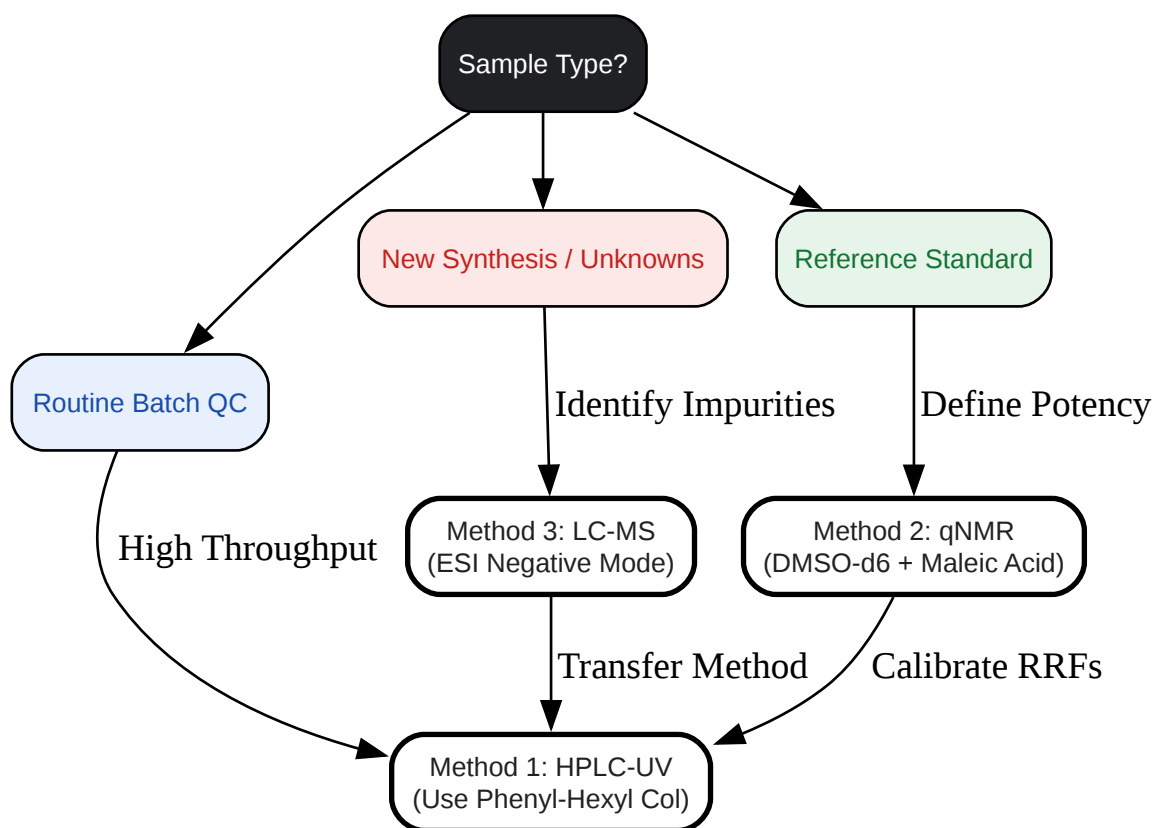 Sample Type?
New Synthesis / Unknowns
Reference Standard
Routine Batch QC
Identify Impurities
Define Potency
High Throughput
Method 3: LC-MS
(ESI Negative Mode)
Method 2: qNMR
(DMSO-d6 + Maleic Acid)
Transfer Method
Calibrate RRFs
Method 1: HPLC-UV
(Use Phenyl-Hexyl Col)